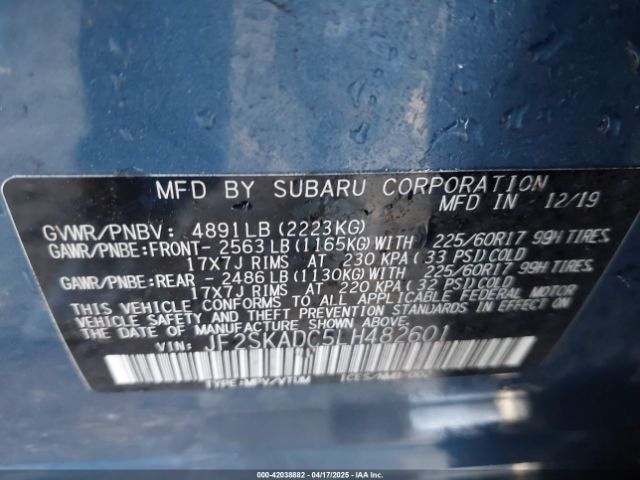 MFD BY SUBARU CORPORATION
MFD IN 12/19
GVWR/PNBV: 4891LB (2223KG)
GAWR/PNBE:FRONT- 2563LB (1165KG) WITH 225/60R17 99H TIRES,
17X7J RIMS AT 230 KPA (33 PSI) COLD
GAWR/PNBE:REAR - 2486LB (1130KG) WITH 225/60R17 99H TIRES,
17X7J RIMS AT 220 KPA (32 PSI) COLD
THIS VEHICLE CONFORMS TO ALL APPLICABLE FEDERAL MOTOR
VEHICLE SAFETY AND THEFT PREVENTION STANDARDS IN EFFECT
ON THE DATE OF MANUFACTURE SHOWN ABOVE.
VIN: JF2SKADC5LH482601
TYPE:MPV/VTUM
000-42038882 - 04/17/2025 - IAA Inc.